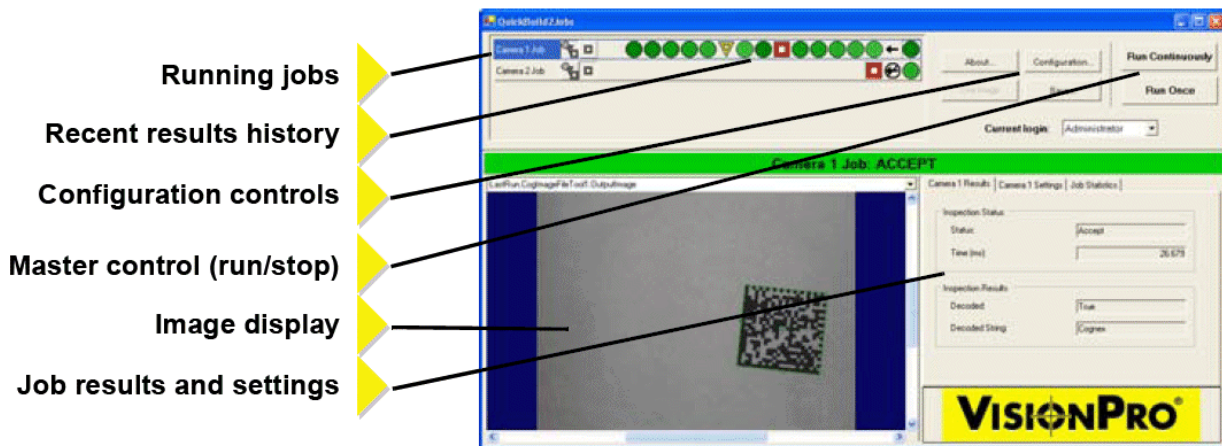 Running jobs
Recent results history
Configuration controls
Master control (run/stop)
Image display
Job results and settings
QuickBuild2Jobs
Camera 1 Job
Camera 2 Job
About...
Configuration...
Run Continuously
Run Once
Current login:
Administrator
Camera 1 Job: ACCEPT
LastRun.CogImageFileTool1.OutputImage
Camera 1 Results
Camera 1 Settings
Job Statistics
Inspection Status
Status:
Accept
Time (ms)
26.679
Inspection Results
Decoded:
True
Decoded String:
Cognex
VISIONPRO®